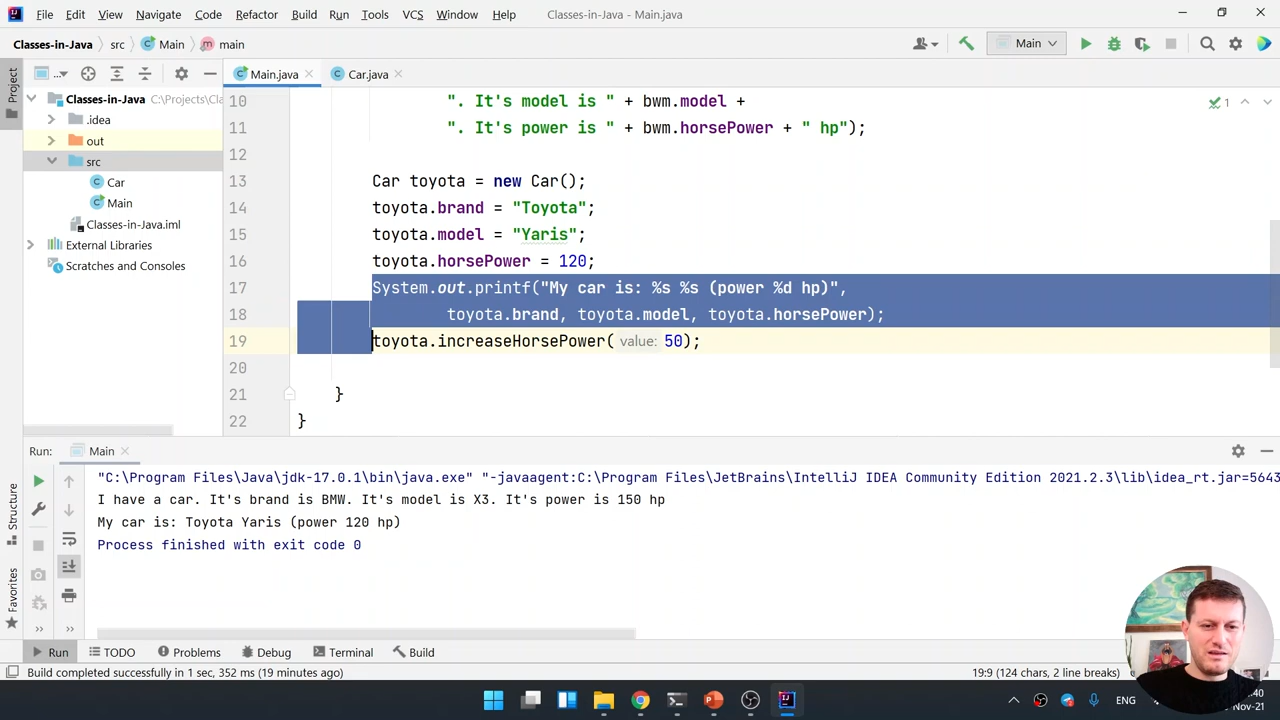 File Edit View Navigate Code Refactor Build Run Tools VCS Window Help Classes-in-Java - Main.java
Classes-in-Java src Main main Main
Project
... Main.java Car.java
Classes-in-Java C:\Projects\Cla
.idea
out
src
Car
Main
Classes-in-Java.iml
External Libraries
Scratches and Consoles
1
10 ". It's model is " + bwm.model +
11 ". It's power is " + bwm.horsePower + " hp");
12
13 Car toyota = new Car();
14 toyota.brand = "Toyota";
15 toyota.model = "Yaris";
16 toyota.horsePower = 120;
17 System.out.printf("My car is: %s %s (power %d hp)",
18 toyota.brand, toyota.model, toyota.horsePower);
19 toyota.increaseHorsePower( value: 50);
20
21 }
22 }
Run: Main
"C:\Program Files\Java\jdk-17.0.1\bin\java.exe" "-javaagent:C:\Program Files\JetBrains\IntelliJ IDEA Community Edition 2021.2.3\lib\idea_rt.jar=5643
I have a car. It's brand is BMW. It's model is X3. It's power is 150 hp
My car is: Toyota Yaris (power 120 hp)
Process finished with exit code 0
Structure
Favorites
Run TODO Problems Debug Terminal Build
Build completed successfully in 1 sec, 352 ms (19 minutes ago) 19:9 (124 chars, 2 line breaks)
ENG
:40
Nov-21